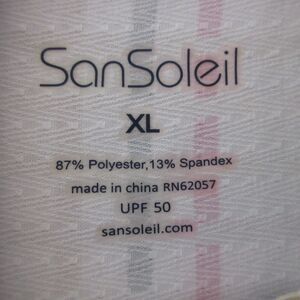 SanSoleil
XL
87% Polyester,13% Spandex
made in china RN62057
UPF 50
sansoleil.com